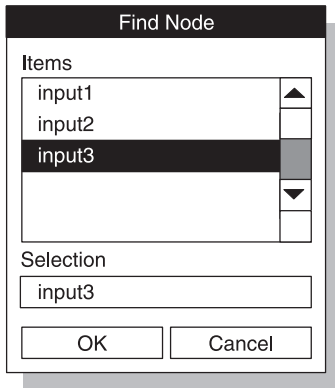 Find Node
Items
input1
input2
input3
Selection
input3
OK Cancel